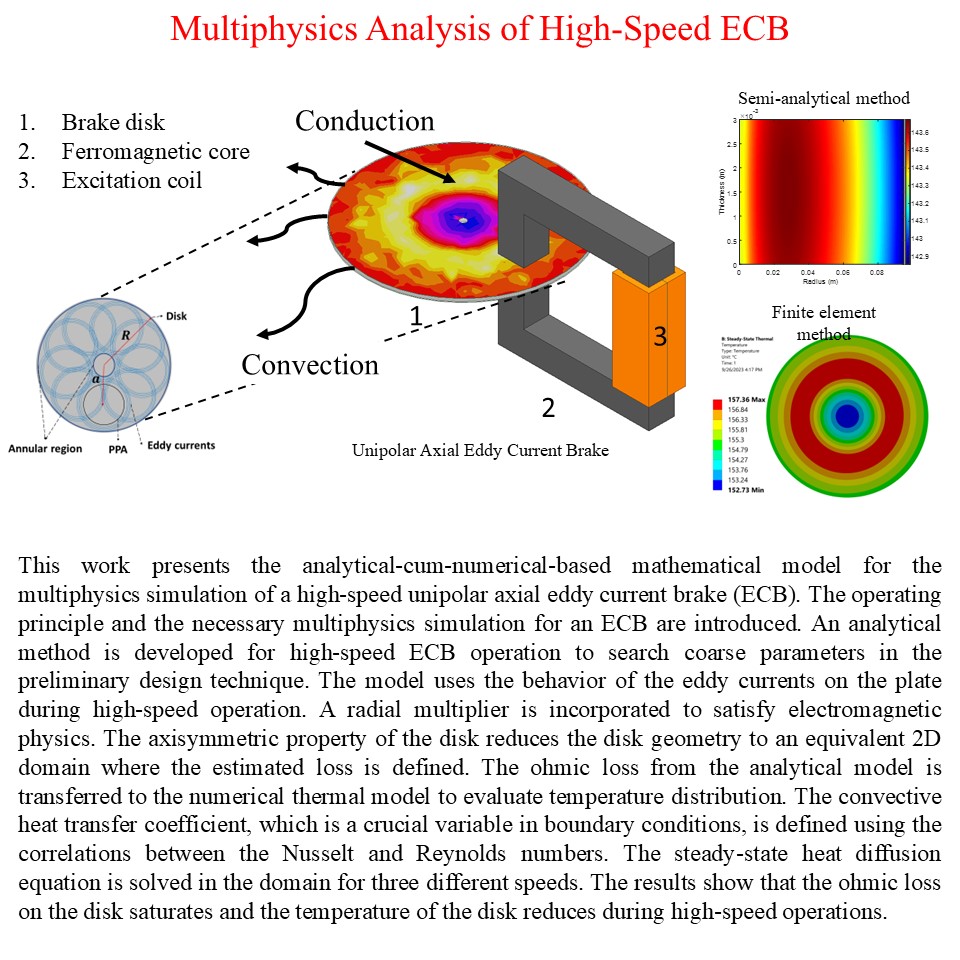 Multiphysics Analysis of High-Speed ECB
1. Brake disk
2. Ferromagnetic core
3. Excitation coil
Conduction
Convection
1
2
3
Unipolar Axial Eddy Current Brake
Disk
R
a
Annular region
PPA
Eddy currents
Semi-analytical method
×10⁻³
3
2.5
2
1.5
1
0.5
0
Thickness (m)
0 0.02 0.04 0.06 0.08
Radius (m)
143.6
143.5
143.4
143.3
143.2
143.1
143
142.9
Finite element
method
B: Steady-State Thermal
Temperature
Type: Temperature
Unit: °C
Time: 1
9/26/2023 4:17 PM
157.36 Max
156.84
156.33
155.81
155.3
154.79
154.27
153.76
153.24
152.73 Min
This work presents the analytical-cum-numerical-based mathematical model for the
multiphysics simulation of a high-speed unipolar axial eddy current brake (ECB). The operating
principle and the necessary multiphysics simulation for an ECB are introduced. An analytical
method is developed for high-speed ECB operation to search coarse parameters in the
preliminary design technique. The model uses the behavior of the eddy currents on the plate
during high-speed operation. A radial multiplier is incorporated to satisfy electromagnetic
physics. The axisymmetric property of the disk reduces the disk geometry to an equivalent 2D
domain where the estimated loss is defined. The ohmic loss from the analytical model is
transferred to the numerical thermal model to evaluate temperature distribution. The convective
heat transfer coefficient, which is a crucial variable in boundary conditions, is defined using the
correlations between the Nusselt and Reynolds numbers. The steady-state heat diffusion
equation is solved in the domain for three different speeds. The results show that the ohmic loss
on the disk saturates and the temperature of the disk reduces during high-speed operations.